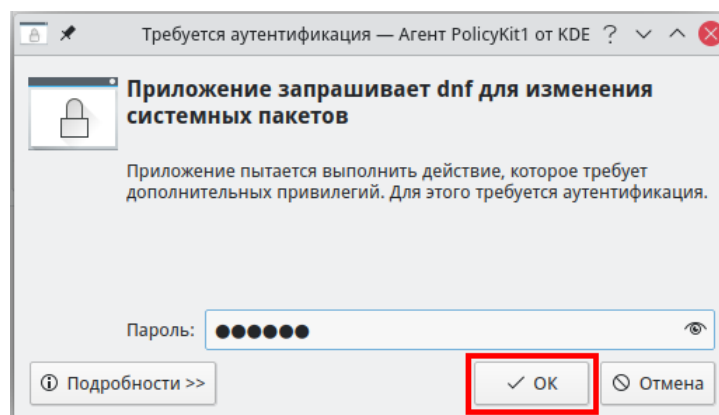 Требуется аутентификация — Агент PolicyKit1 от KDE
Приложение запрашивает dnf для изменения
системных пакетов
Приложение пытается выполнить действие, которое требует
дополнительных привилегий. Для этого требуется аутентификация.
Пароль: ●●●●●●
Подробности >>
ОК
Отмена